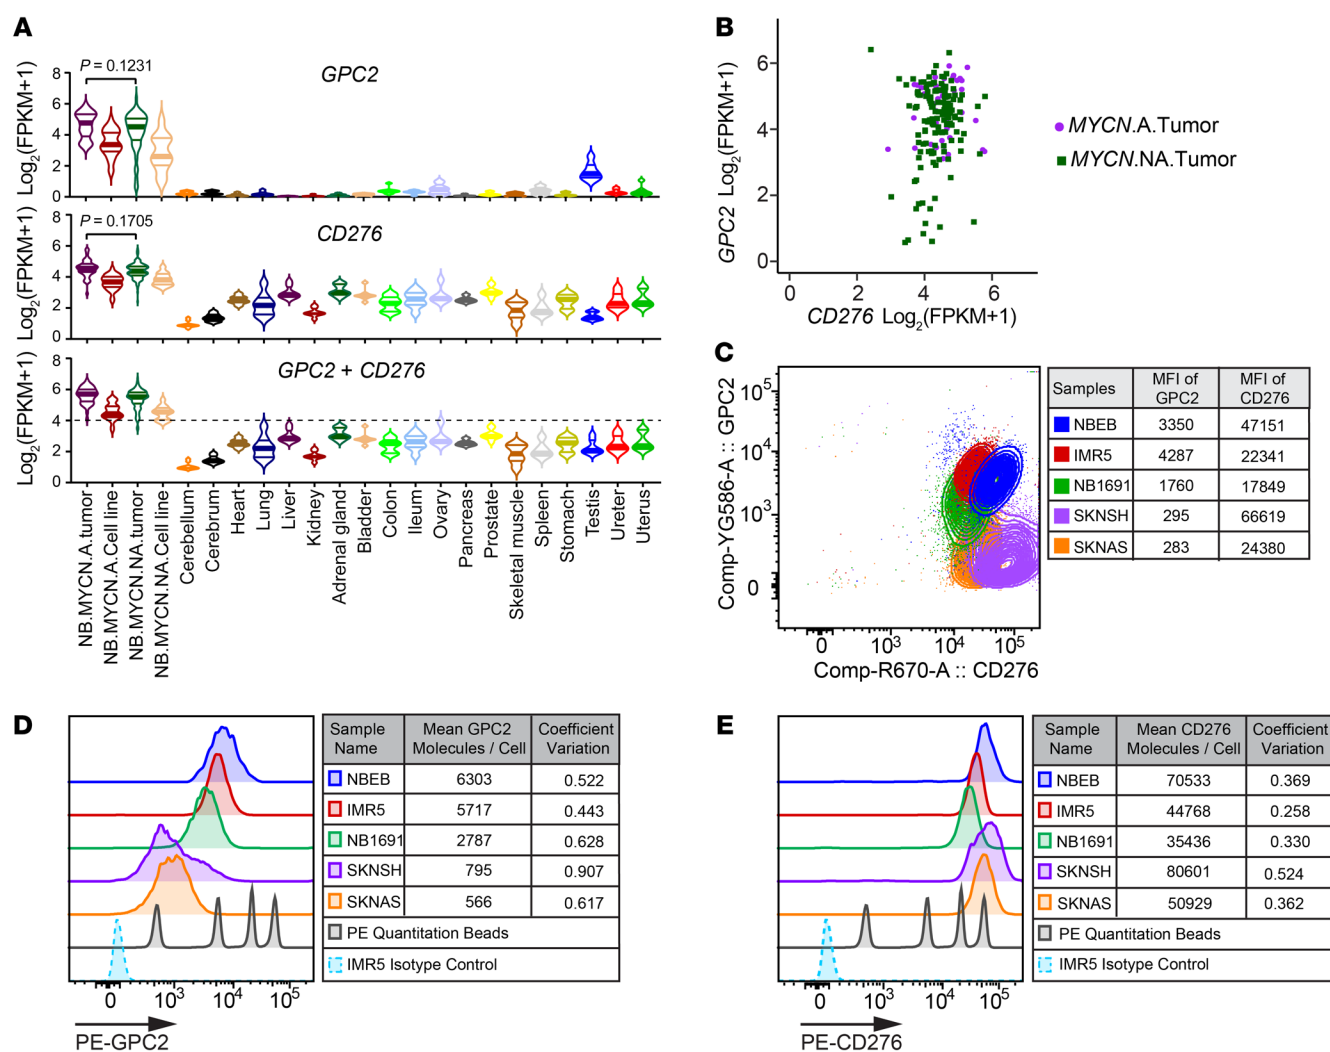 A
GPC2
P = 0.1231
Log2(FPKM+1)
8
6
4
2
0
CD276
P = 0.1705
Log2(FPKM+1)
8
6
4
2
0
GPC2 + CD276
Log2(FPKM+1)
8
6
4
2
0
NB.MYCN.A.tumor
NB.MYCN.A.Cell line
NB.MYCN.NA.tumor
NB.MYCN.NA.Cell line
Cerebellum
Cerebrum
Heart
Lung
Liver
Kidney
Adrenal gland
Bladder
Colon
Ileum
Ovary
Pancreas
Prostate
Skeletal muscle
Spleen
Stomach
Testis
Ureter
Uterus
B
GPC2 Log2(FPKM+1)
6
4
2
0
0 2 4 6
CD276 Log2(FPKM+1)
MYCN.A.Tumor
MYCN.NA.Tumor
C
Comp-YG586-A :: GPC2
10^5
10^4
10^3
0
0 10^3 10^4 10^5
Comp-R670-A :: CD276
Samples MFI of GPC2 MFI of CD276
NBEB 3350 47151
IMR5 4287 22341
NB1691 1760 17849
SKNSH 295 66619
SKNAS 283 24380
D
0 10^3 10^4 10^5
PE-GPC2
Sample Name Mean GPC2 Molecules / Cell Coefficient Variation
NBEB 6303 0.522
IMR5 5717 0.443
NB1691 2787 0.628
SKNSH 795 0.907
SKNAS 566 0.617
PE Quantitation Beads
IMR5 Isotype Control
E
0 10^3 10^4 10^5
PE-CD276
Sample Name Mean CD276 Molecules / Cell Coefficient Variation
NBEB 70533 0.369
IMR5 44768 0.258
NB1691 35436 0.330
SKNSH 80601 0.524
SKNAS 50929 0.362
PE Quantitation Beads
IMR5 Isotype Control